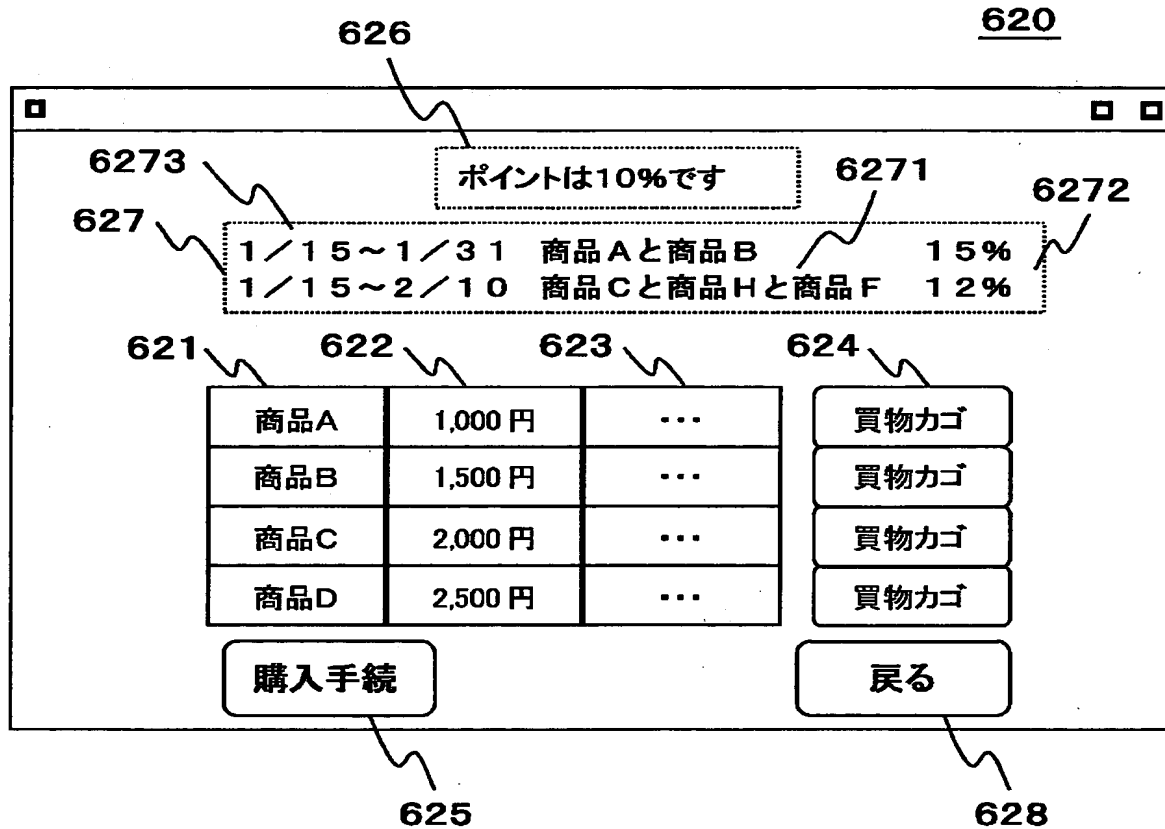 620
626
ポイントは10%です
6273
6271
6272
627
1/15~1/31 商品Aと商品B 15%
1/15~2/10 商品Cと商品Hと商品F 12%
621 622 623 624
商品A 1,000円 ･･･ 買物カゴ
商品B 1,500円 ･･･ 買物カゴ
商品C 2,000円 ･･･ 買物カゴ
商品D 2,500円 ･･･ 買物カゴ
購入手続 戻る
625 628